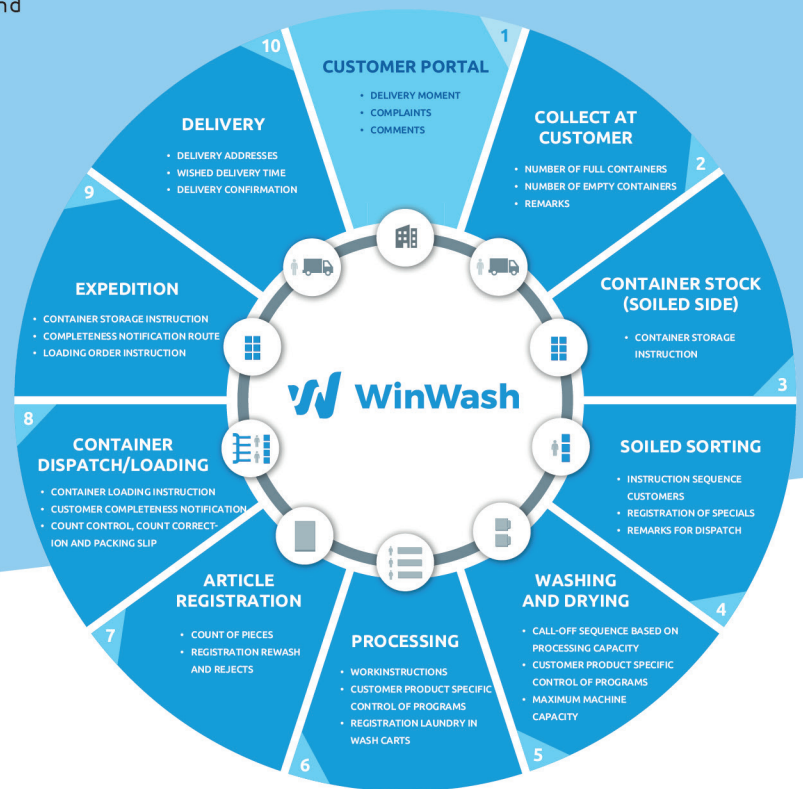 nd
1
CUSTOMER PORTAL
• DELIVERY MOMENT
• COMPLAINTS
• COMMENTS
COLLECT AT
CUSTOMER
• NUMBER OF FULL CONTAINERS
• NUMBER OF EMPTY CONTAINERS
• REMARKS
2
CONTAINER STOCK
(SOILED SIDE)
• CONTAINER STORAGE
INSTRUCTION
3
SOILED SORTING
• INSTRUCTION SEQUENCE
CUSTOMERS
• REGISTRATION OF SPECIALS
• REMARKS FOR DISPATCH
4
WASHING
AND DRYING
• CALL-OFF SEQUENCE BASED ON
PROCESSING CAPACITY
• CUSTOMER PRODUCT SPECIFIC
CONTROL OF PROGRAMS
• MAXIMUM MACHINE
CAPACITY
5
PROCESSING
• WORKINSTRUCTIONS
• CUSTOMER PRODUCT SPECIFIC
CONTROL OF PROGRAMS
• REGISTRATION LAUNDRY IN
WASH CARTS
6
ARTICLE
REGISTRATION
• COUNT OF PIECES
• REGISTRATION REWASH
AND REJECTS
7
CONTAINER
DISPATCH/LOADING
• CONTAINER LOADING INSTRUCTION
• CUSTOMER COMPLETENESS NOTIFICATION
• COUNT CONTROL, COUNT CORRECT-
ION AND PACKING SLIP
8
EXPEDITION
• CONTAINER STORAGE INSTRUCTION
• COMPLETENESS NOTIFICATION ROUTE
• LOADING ORDER INSTRUCTION
9
DELIVERY
• DELIVERY ADDRESSES
• WISHED DELIVERY TIME
• DELIVERY CONFIRMATION
10
WinWash